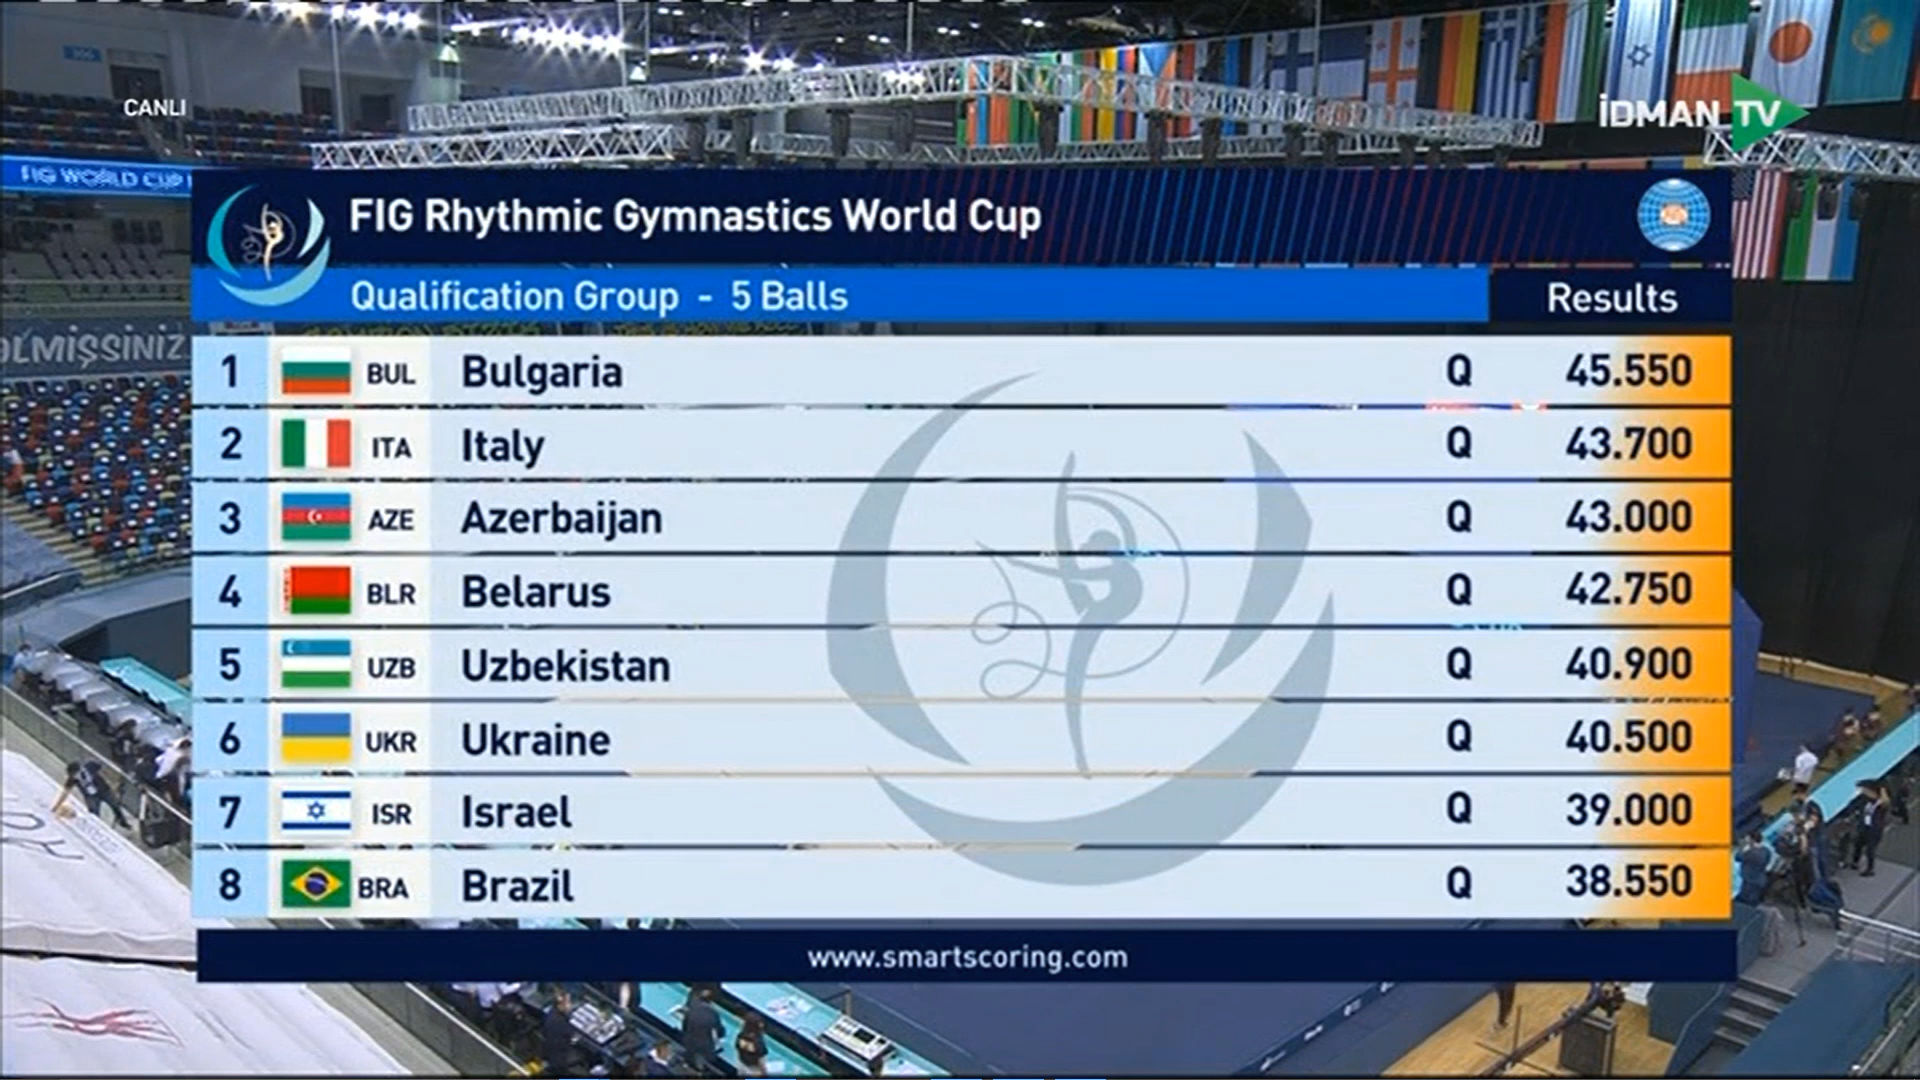 CANLI
İDMAN TV
FIG WORLD CUP
FIG Rhythmic Gymnastics World Cup
Qualification Group - 5 Balls
Results
OLMİŞSİNİZ
1 BUL Bulgaria Q 45.550
2 ITA Italy Q 43.700
3 AZE Azerbaijan Q 43.000
4 BLR Belarus Q 42.750
5 UZB Uzbekistan Q 40.900
6 UKR Ukraine Q 40.500
7 ISR Israel Q 39.000
8 BRA Brazil Q 38.550
www.smartscoring.com